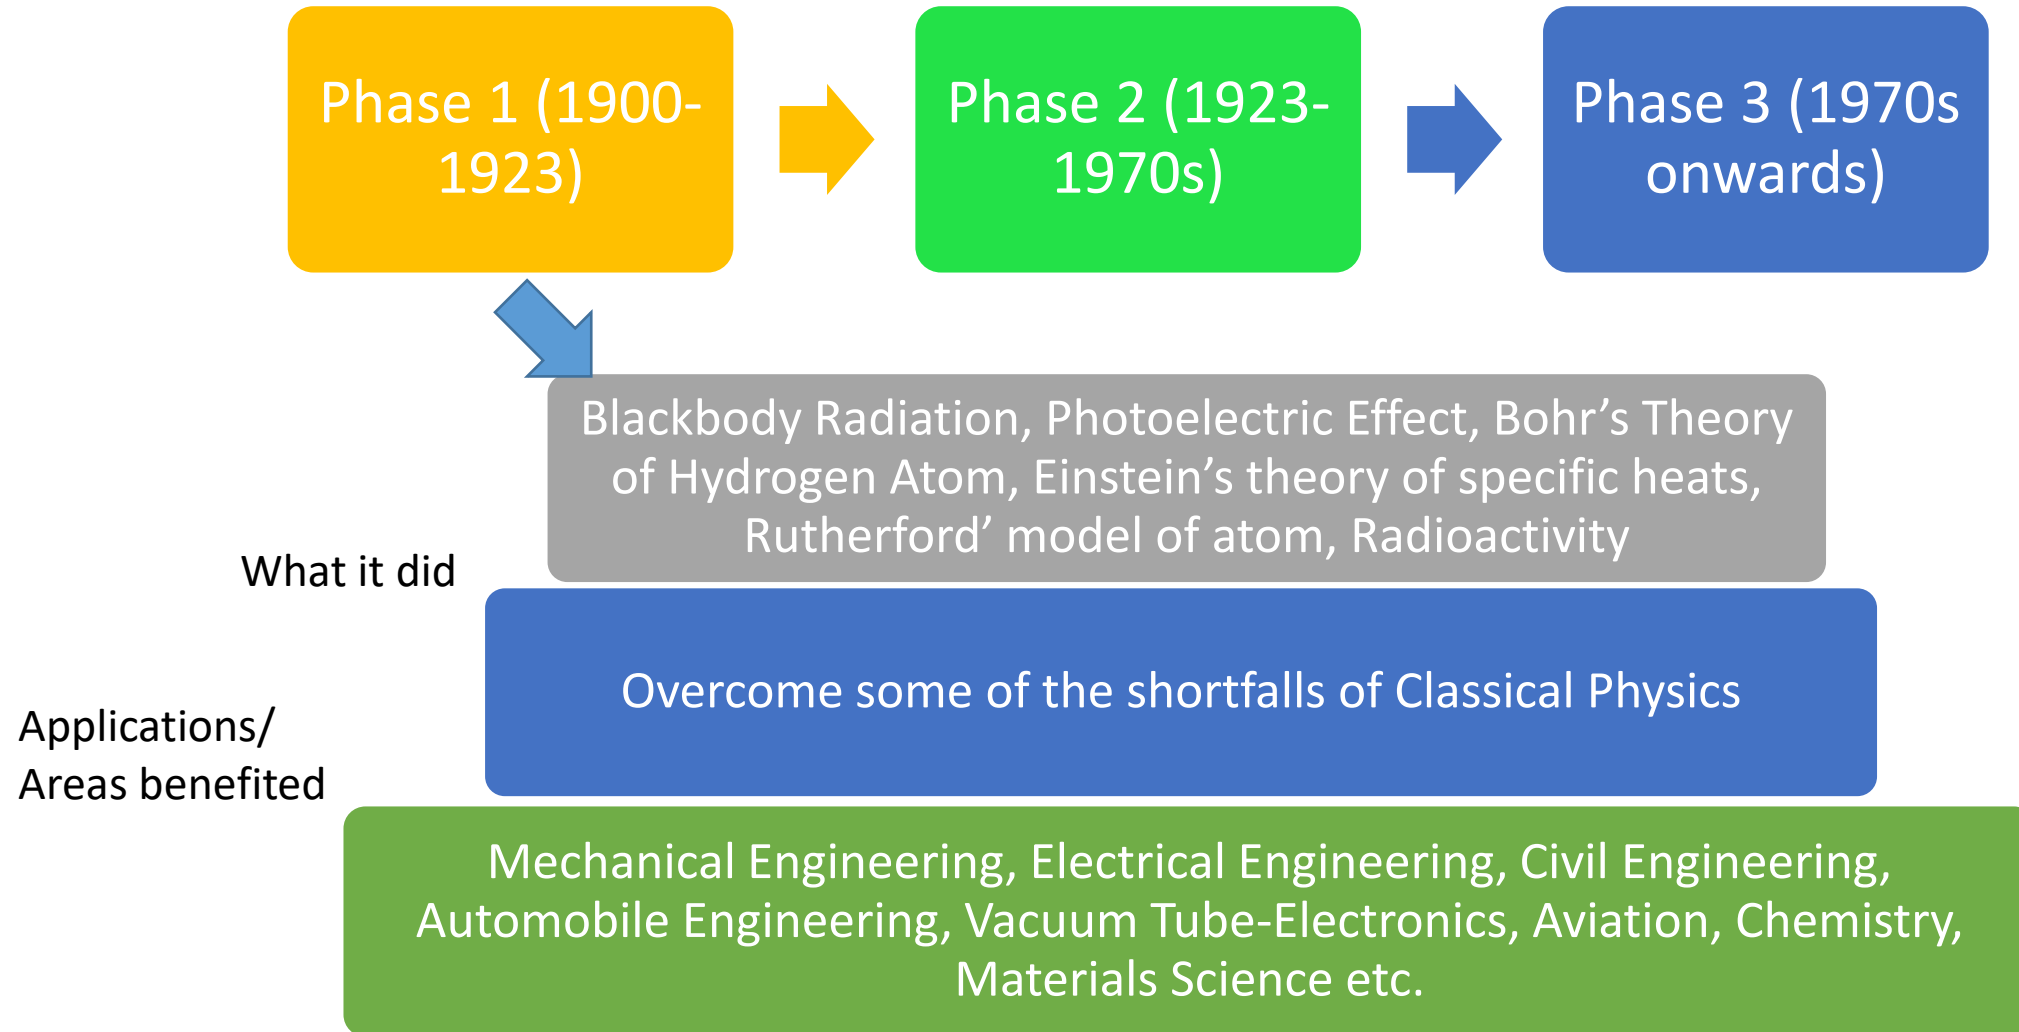 Phase 1 (1900-
1923)
Phase 2 (1923-
1970s)
Phase 3 (1970s
onwards)
Blackbody Radiation, Photoelectric Effect, Bohr’s Theory
of Hydrogen Atom, Einstein’s theory of specific heats,
Rutherford’ model of atom, Radioactivity
What it did
Overcome some of the shortfalls of Classical Physics
Applications/
Areas benefited
Mechanical Engineering, Electrical Engineering, Civil Engineering,
Automobile Engineering, Vacuum Tube-Electronics, Aviation, Chemistry,
Materials Science etc.